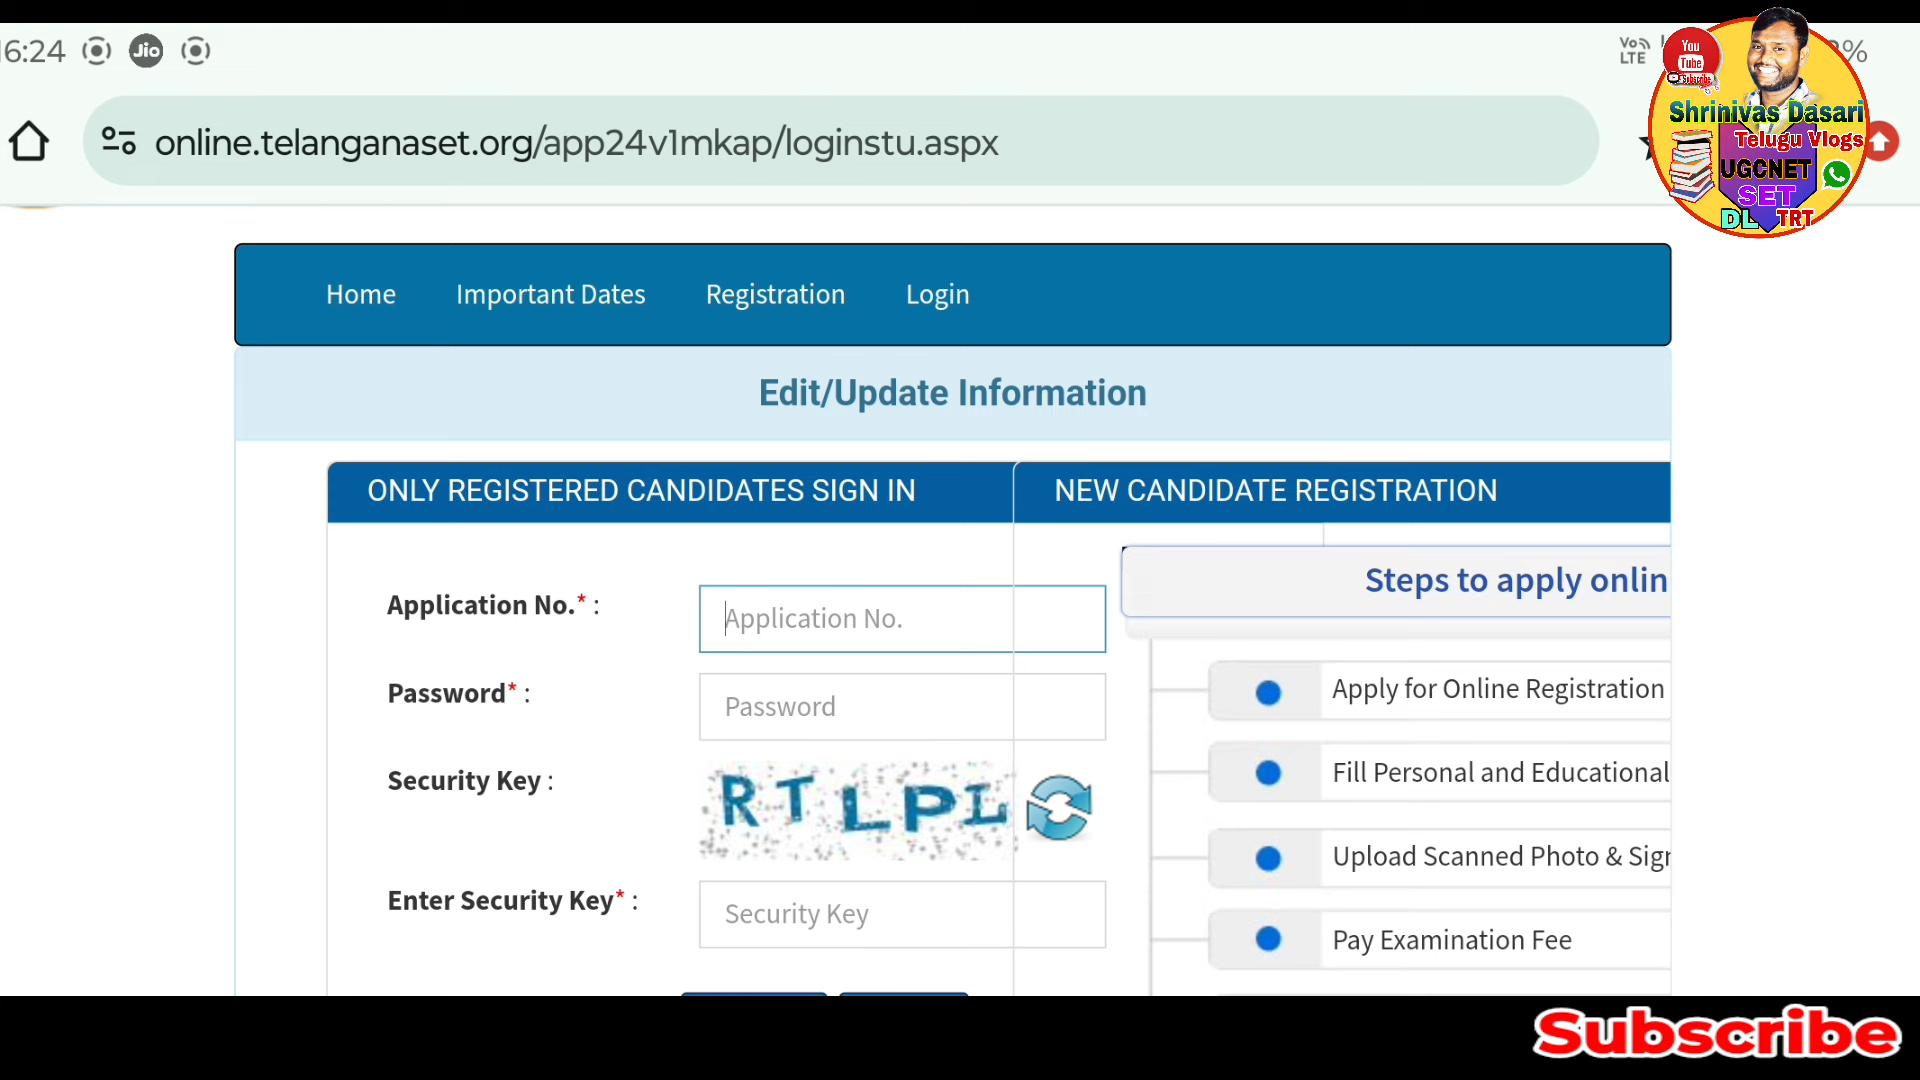 16:24 Jio
Vo LTE
%
online.telanganaset.org/app24v1mkap/loginstu.aspx
You
Tube
Subscribe
Shrinivas Dasari
Telugu Vlogs
UGCNET
SET
DL TRT
Home Important Dates Registration Login
Edit/Update Information
ONLY REGISTERED CANDIDATES SIGN IN
NEW CANDIDATE REGISTRATION
Application No.* :
Application No.
Password* :
Password
Security Key :
RTLPL
Enter Security Key* :
Security Key
Steps to apply onlin
Apply for Online Registration
Fill Personal and Educational
Upload Scanned Photo & Sign
Pay Examination Fee
Subscribe